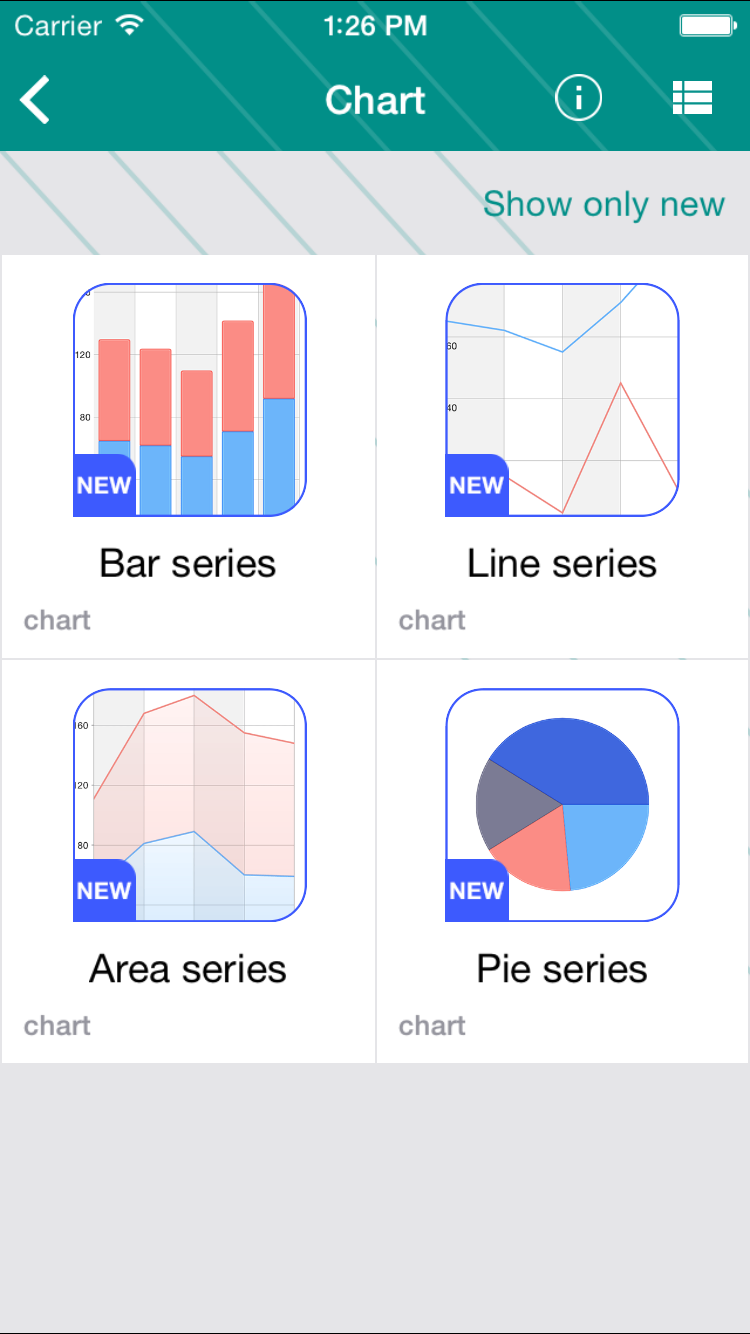 Carrier 1:26 PM
Chart
Show only new
120
80
NEW
60
40
NEW
Bar series
Line series
chart
chart
160
120
80
NEW
NEW
Area series
Pie series
chart
chart